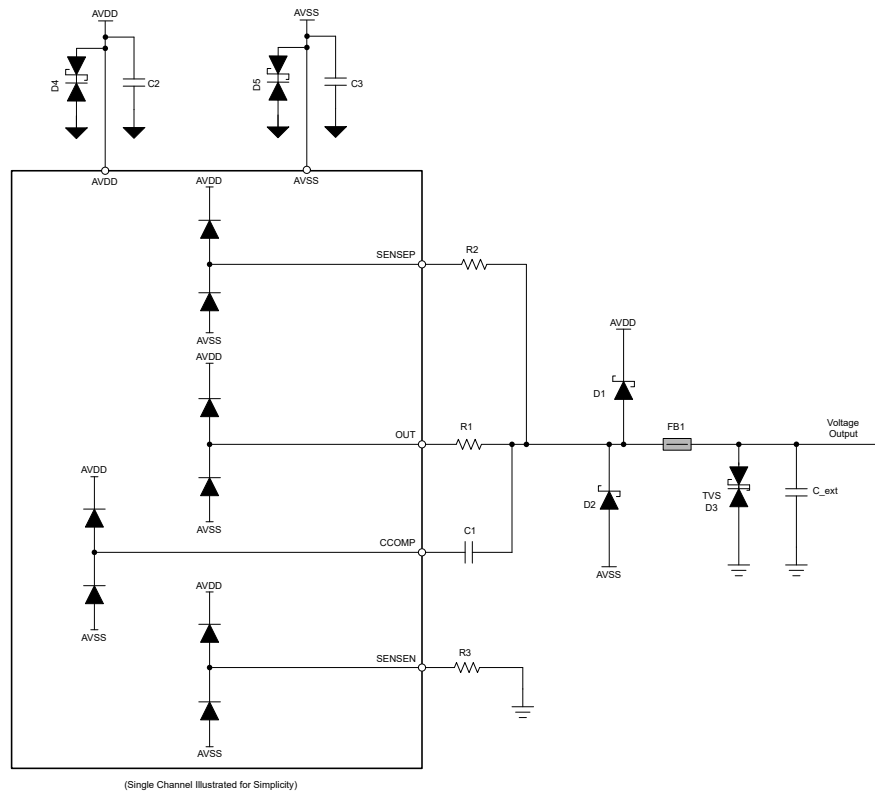 AVDD
AVSS
D4
C2
D5
C3
AVDD
AVSS
AVDD
SENSEP
R2
AVSS
AVDD
AVDD
D1
OUT
R1
FB1
Voltage
Output
AVDD
AVSS
D2
TVS
D3
C_ext
CCOMP
C1
AVSS
AVDD
AVSS
SENSEN
R3
AVSS
(Single Channel Illustrated for Simplicity)